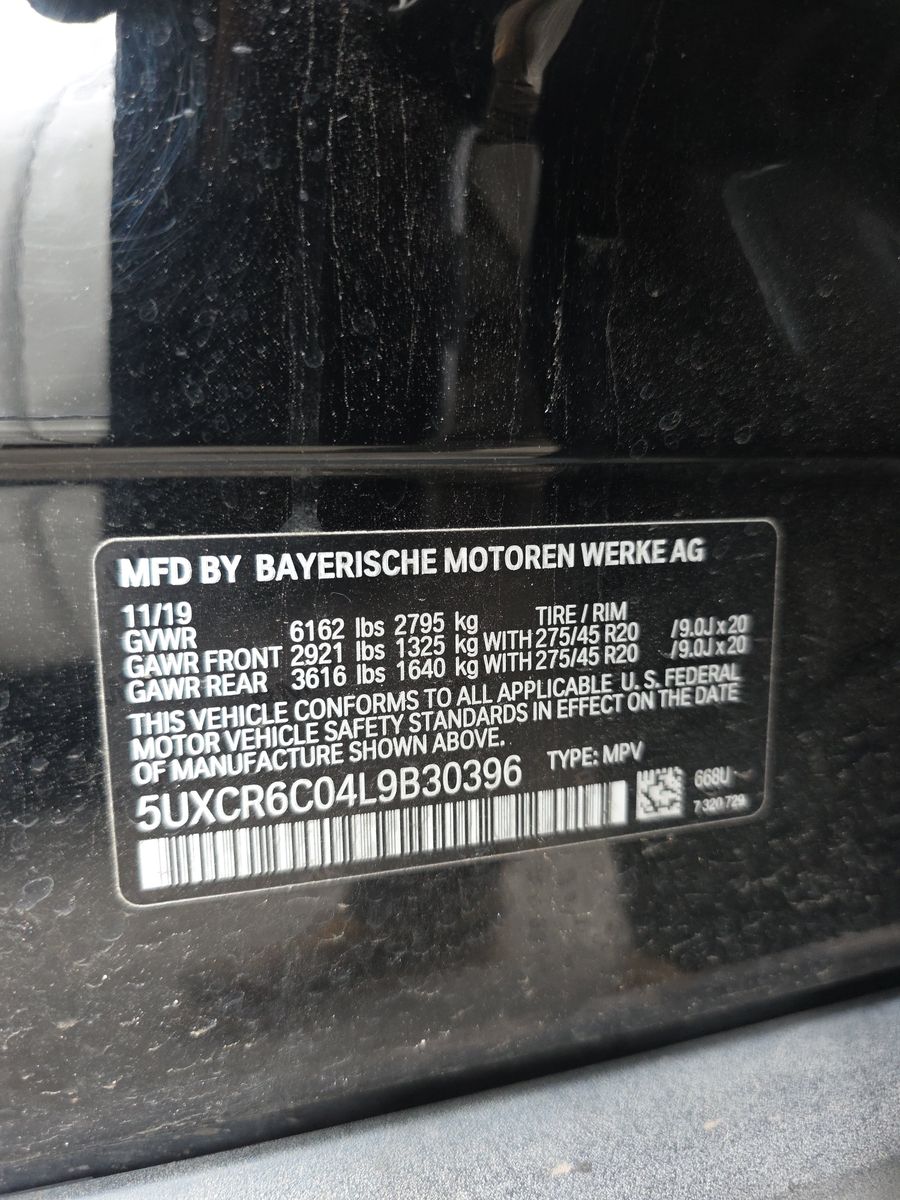 MFD BY BAYERISCHE MOTOREN WERKE AG
11/19 TIRE / RIM
GVWR 6162 lbs 2795 kg
GAWR FRONT 2921 lbs 1325 kg WITH 275/45 R20 /9.0J x 20
GAWR REAR 3616 lbs 1640 kg WITH 275/45 R20 /9.0J x 20
THIS VEHICLE CONFORMS TO ALL APPLICABLE U. S. FEDERAL
MOTOR VEHICLE SAFETY STANDARDS IN EFFECT ON THE DATE
OF MANUFACTURE SHOWN ABOVE.
5UXCR6C04L9B30396 TYPE: MPV
668U
7 320 729